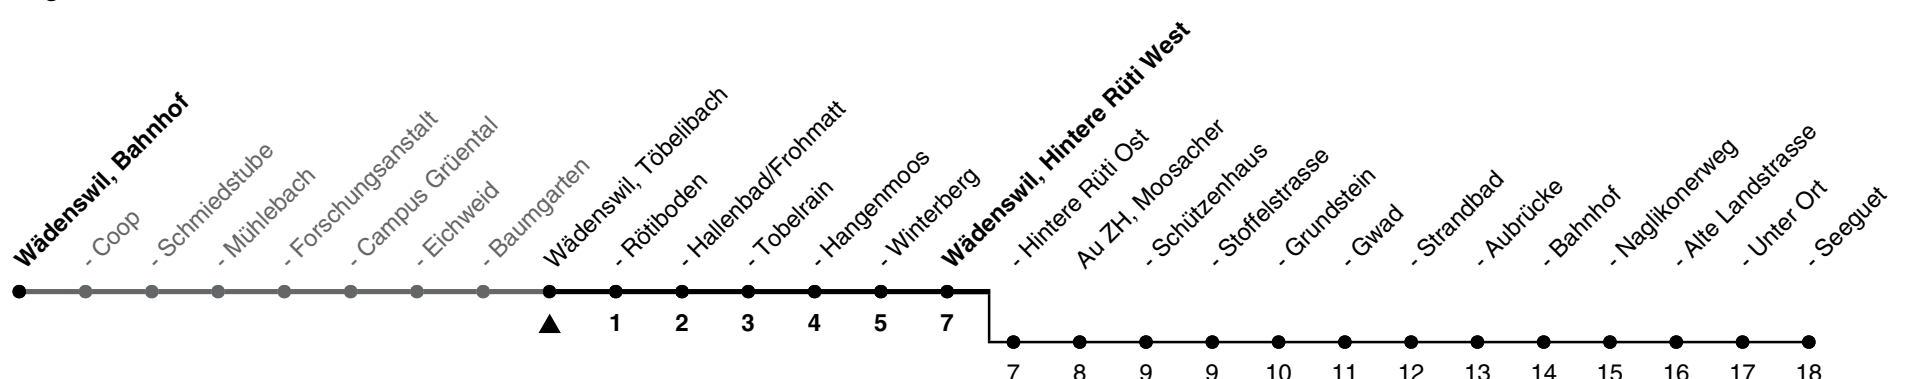 Wädenswil, Bahnhof
- Coop
- Schmiedstube
- Mühlebach
- Forschungsanstalt
- Campus Grüental
- Eichweid
- Baumgarten
Wädenswil, Töbelibach
- Rötiboden
- Hallenbad/Frohmatt
- Tobelrain
- Hangenmoos
- Winterberg
Wädenswil, Hintere Rüti West
- Hintere Rüti Ost
Au ZH, Moosacher
- Schützenhaus
- Stoffelstrasse
- Grundstein
- Gwad
- Strandbad
- Aubrücke
- Bahnhof
- Naglikonerweg
- Alte Landstrasse
- Unter Ort
- Seeguet
1 2 3 4 5 7
7 8 9 9 10 11 12 13 14 15 16 17 18